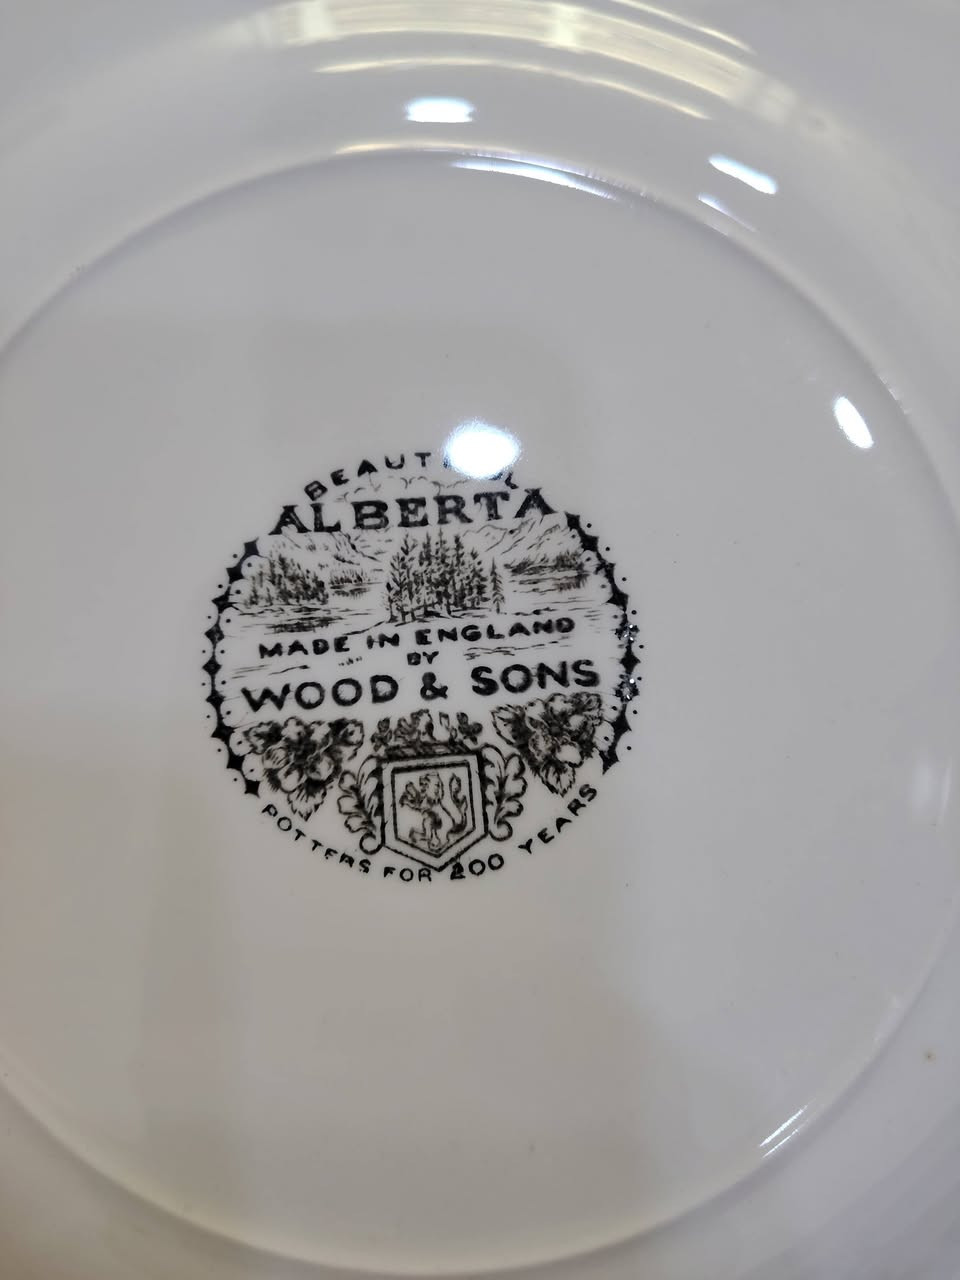 ALBERTA
MADE IN ENGLAND
BY
WOOD & SONS
POTTERS FOR 200 YEARS